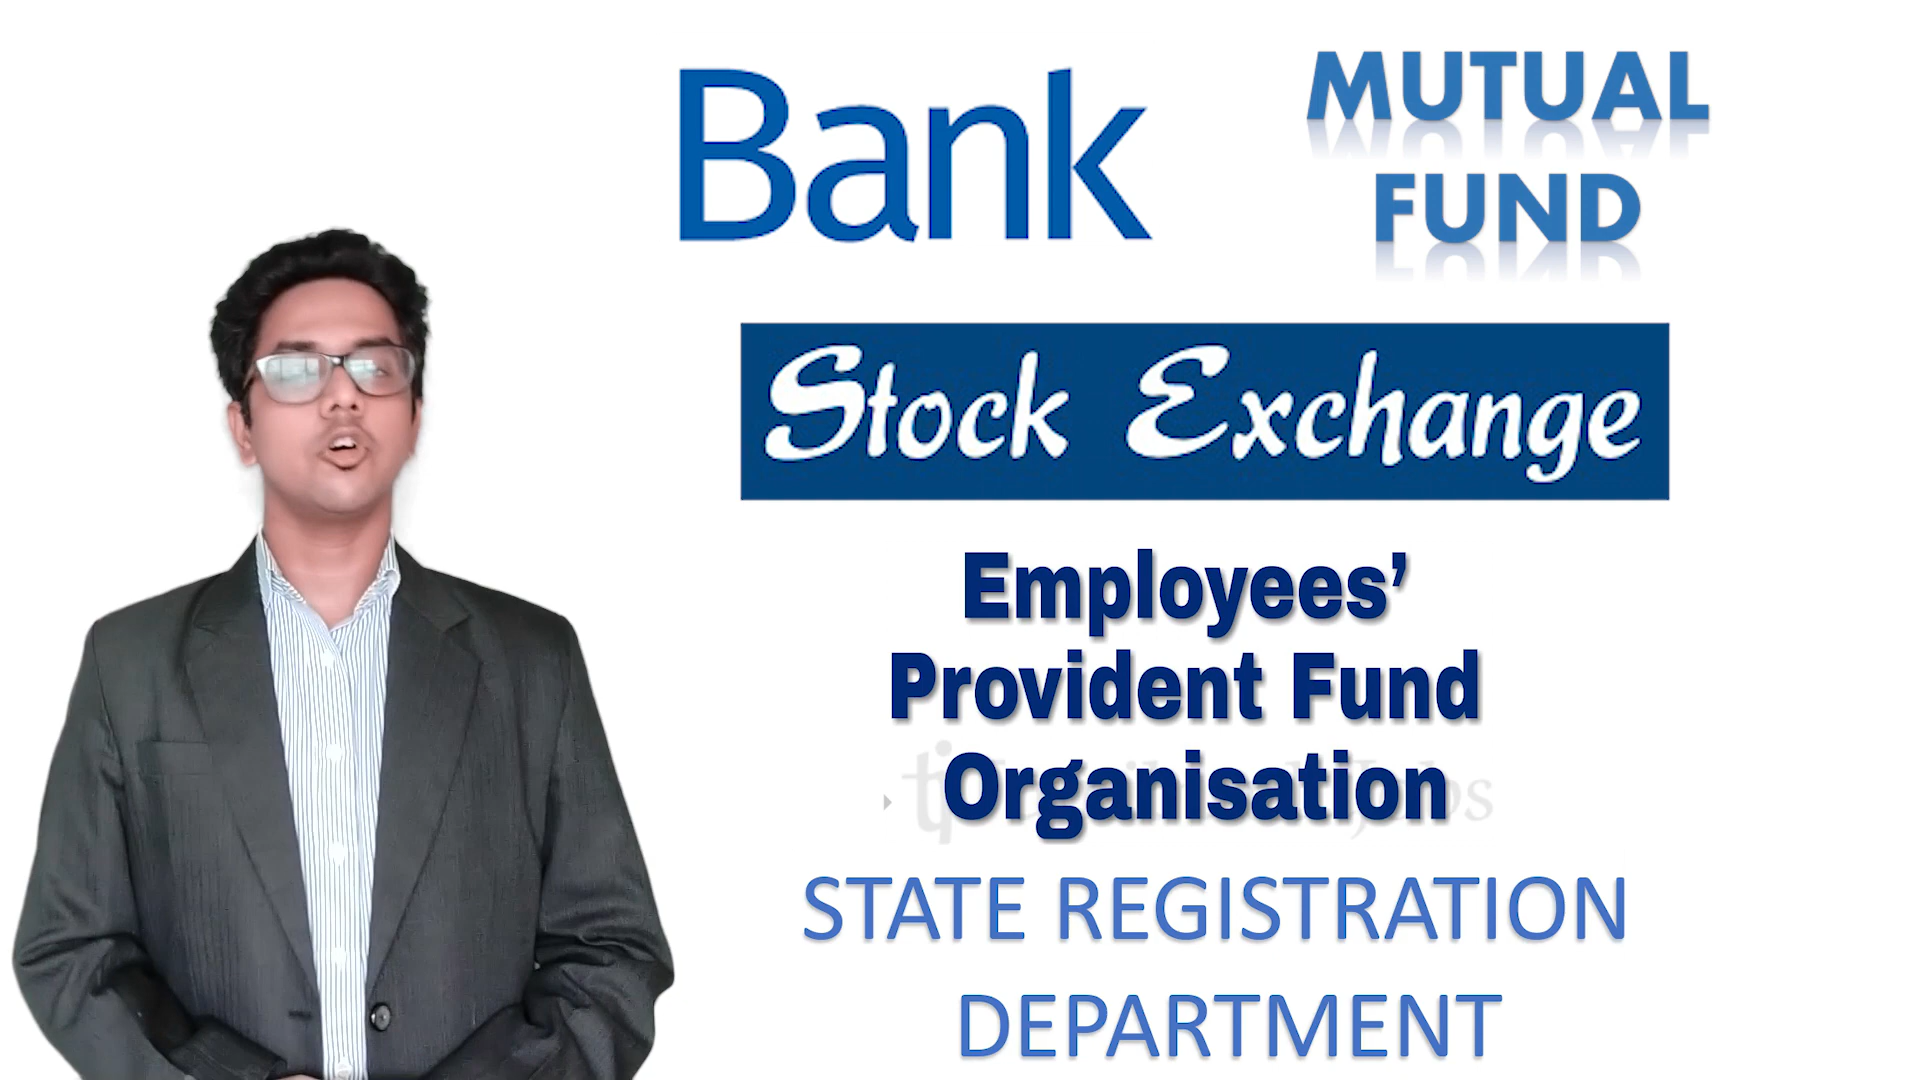 Bank
MUTUAL
FUND
Stock Exchange
Employees’
Provident Fund
Organisation
STATE REGISTRATION
DEPARTMENT